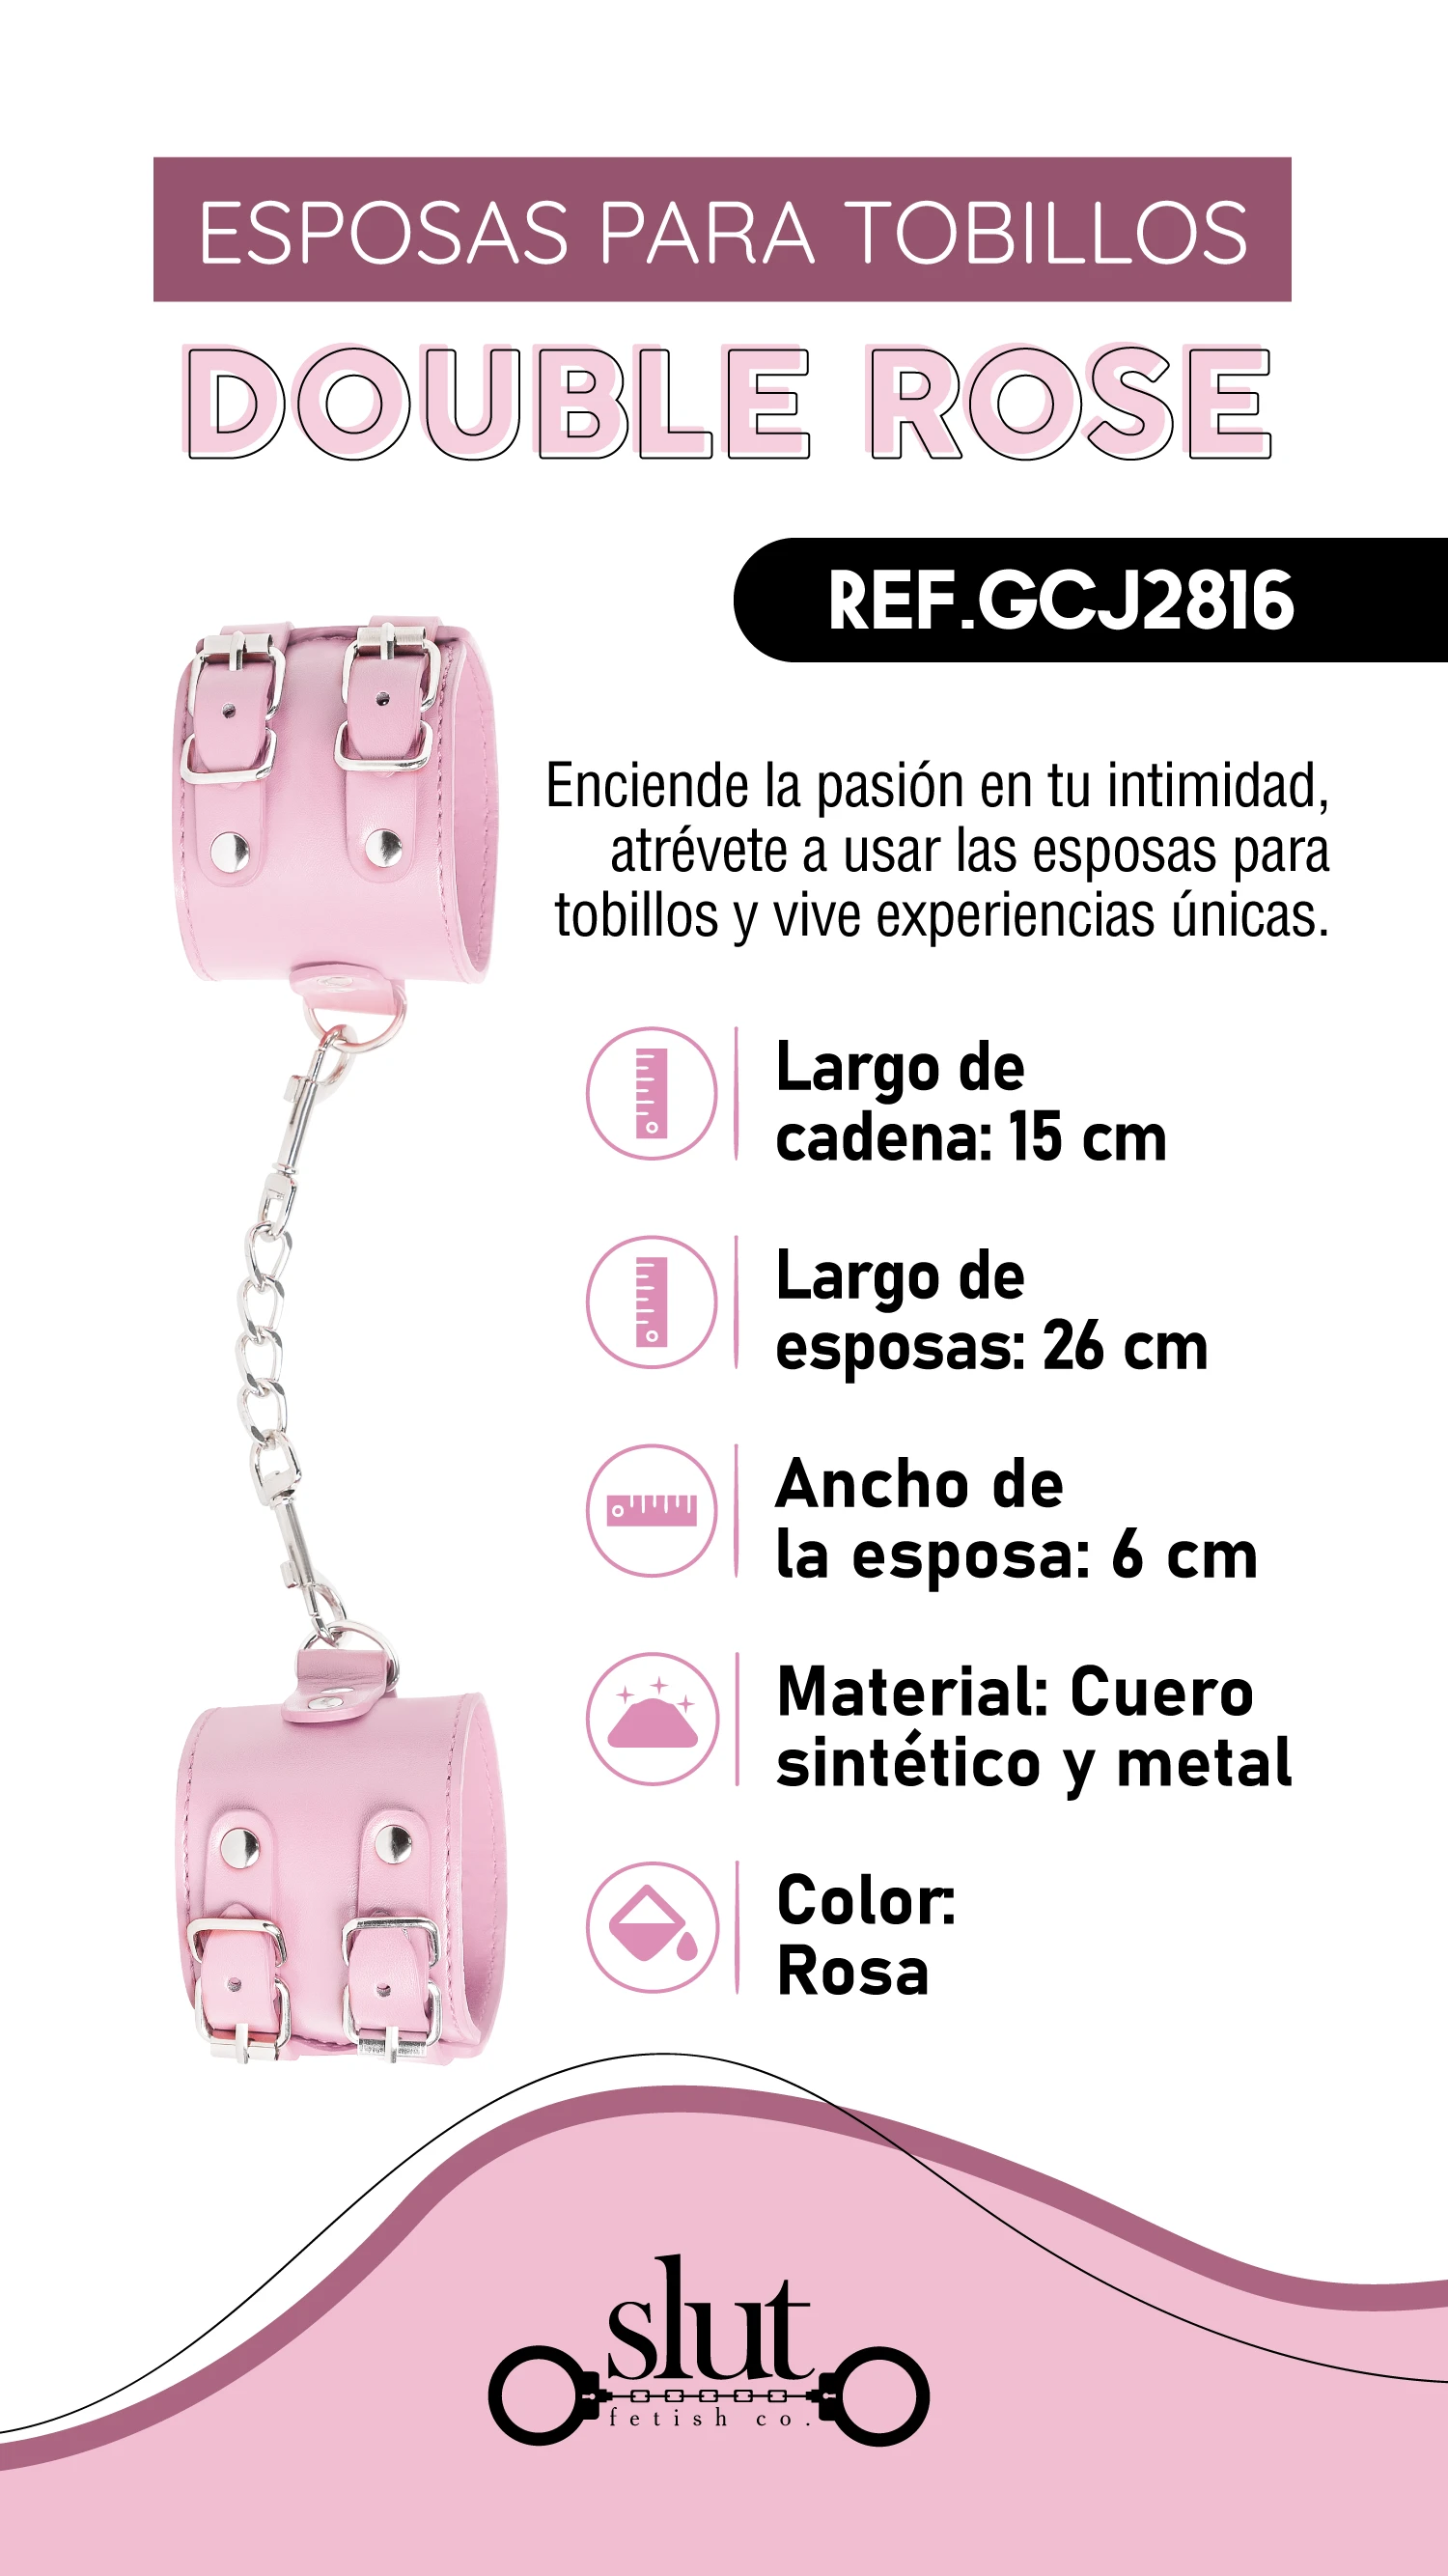 ESPOSAS PARA TOBILLOS
DOUBLE ROSE
REF.GCJ2816
Enciende la pasión en tu intimidad,
atrévete a usar las esposas para
tobillos y vive experiencias únicas.
Largo de
cadena: 15 cm
Largo de
esposas: 26 cm
Ancho de
la esposa: 6 cm
Material: Cuero
sintético y metal
Color:
Rosa
slut
fetish co.